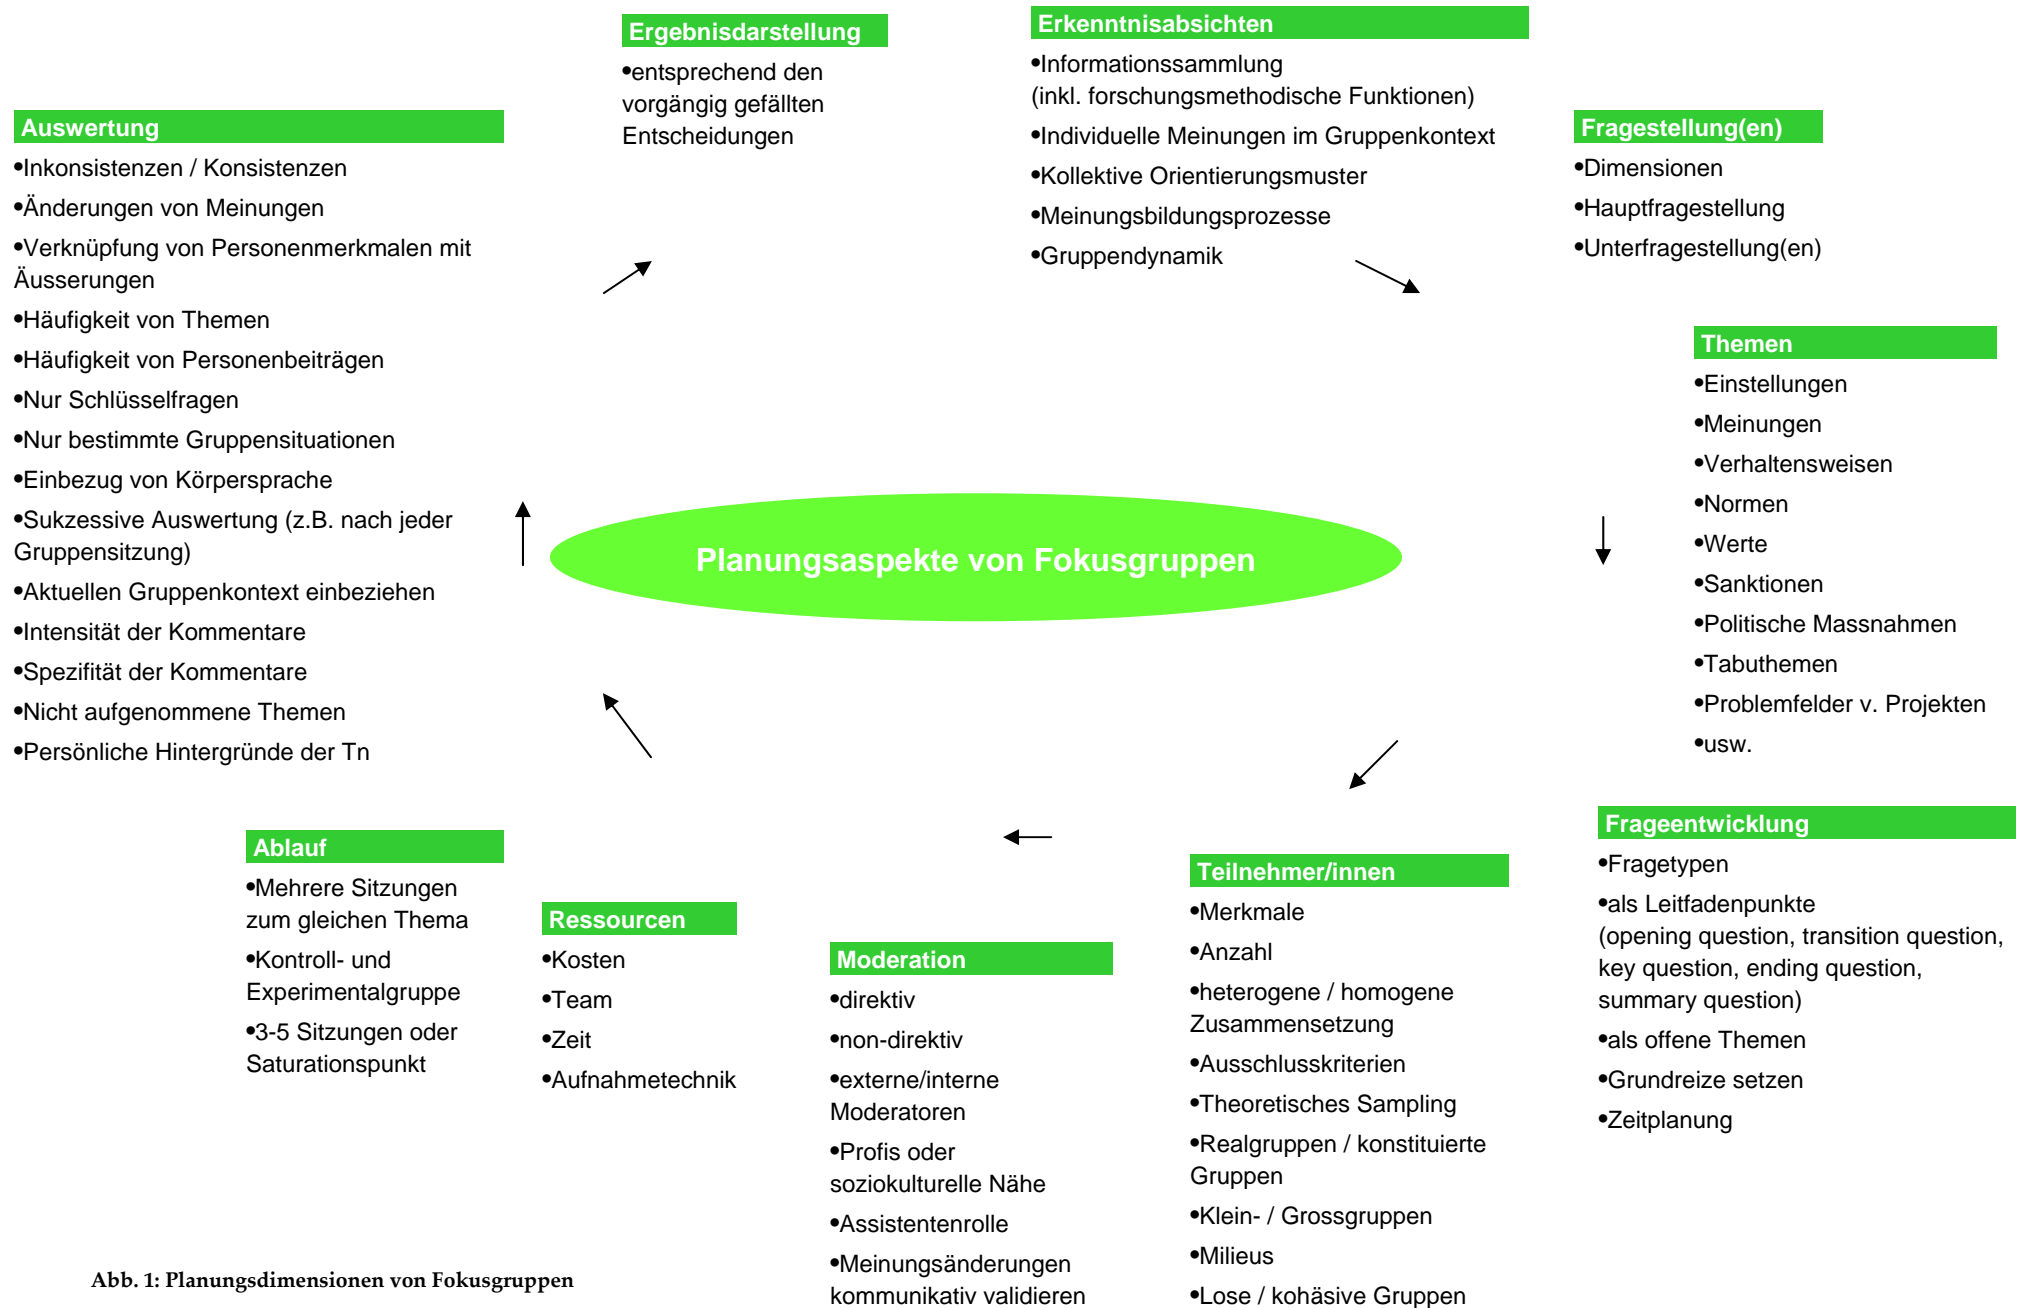 Ergebnisdarstellung
•entsprechend den
vorgängig gefällten
Entscheidungen
Erkenntnisabsichten
•Informationssammlung
(inkl. forschungsmethodische Funktionen)
•Individuelle Meinungen im Gruppenkontext
•Kollektive Orientierungsmuster
•Meinungsbildungsprozesse
•Gruppendynamik
Fragestellung(en)
•Dimensionen
•Hauptfragestellung
•Unterfragestellung(en)
Themen
•Einstellungen
•Meinungen
•Verhaltensweisen
•Normen
•Werte
•Sanktionen
•Politische Massnahmen
•Tabuthemen
•Problemfelder v. Projekten
•usw.
Frageentwicklung
•Fragetypen
•als Leitfadenpunkte
(opening question, transition question,
key question, ending question,
summary question)
•als offene Themen
•Grundreize setzen
•Zeitplanung
Teilnehmer/innen
•Merkmale
•Anzahl
•heterogene / homogene
Zusammensetzung
•Ausschlusskriterien
•Theoretisches Sampling
•Realgruppen / konstituierte
Gruppen
•Klein- / Grossgruppen
•Milieus
•Lose / kohäsive Gruppen
Moderation
•direktiv
•non-direktiv
•externe/interne
Moderatoren
•Profis oder
soziokulturelle Nähe
•Assistentenrolle
•Meinungsänderungen
kommunikativ validieren
Ressourcen
•Kosten
•Team
•Zeit
•Aufnahmetechnik
Ablauf
•Mehrere Sitzungen
zum gleichen Thema
•Kontroll- und
Experimentalgruppe
•3-5 Sitzungen oder
Saturationspunkt
Auswertung
•Inkonsistenzen / Konsistenzen
•Änderungen von Meinungen
•Verknüpfung von Personenmerkmalen mit
Äusserungen
•Häufigkeit von Themen
•Häufigkeit von Personenbeiträgen
•Nur Schlüsselfragen
•Nur bestimmte Gruppensituationen
•Einbezug von Körpersprache
•Sukzessive Auswertung (z.B. nach jeder
Gruppensitzung)
•Aktuellen Gruppenkontext einbeziehen
•Intensität der Kommentare
•Spezifität der Kommentare
•Nicht aufgenommene Themen
•Persönliche Hintergründe der Tn
Planungsaspekte von Fokusgruppen
Abb. 1: Planungsdimensionen von Fokusgruppen